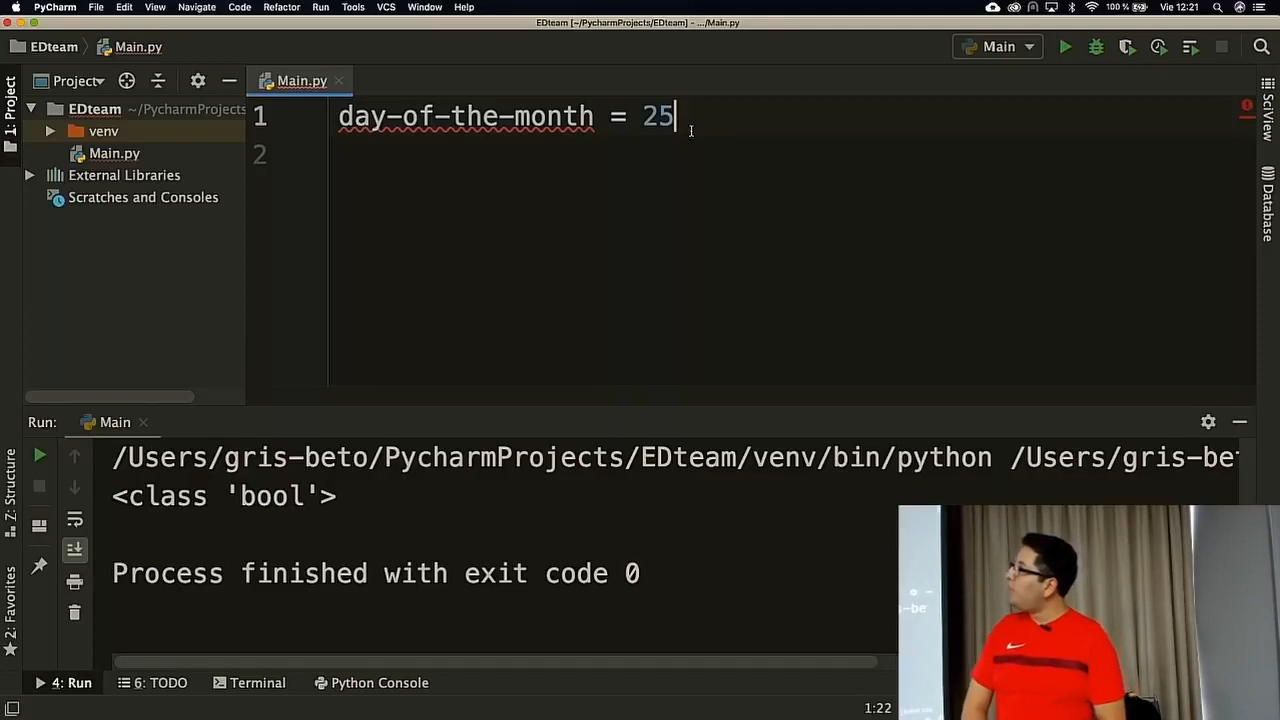 PyCharm File Edit View Navigate Code Refactor Run Tools VCS Window Help 100 % Vie 12:21
EDteam [~/PycharmProjects/EDteam] - .../Main.py
EDteam Main.py Main
Project Main.py
1: Project
EDteam ~/PycharmProjects
venv
Main.py
External Libraries
Scratches and Consoles
1 day-of-the-month = 25
2
SciView
Database
Run: Main
/Users/gris-beto/PycharmProjects/EDteam/venv/bin/python /Users/gris-bet
<class 'bool'>
Process finished with exit code 0
Z: Structure
2: Favorites
4: Run 6: TODO Terminal Python Console
1:22